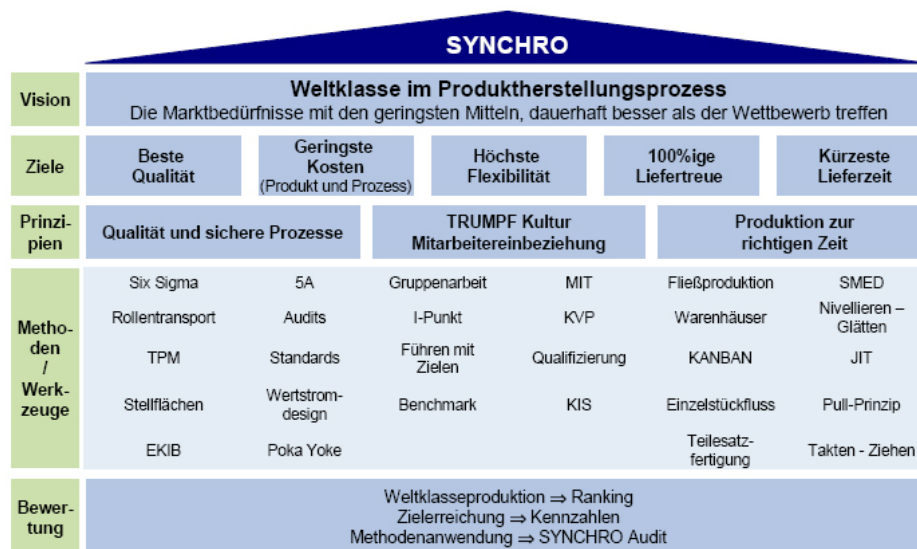 SYNCHRO
Vision
Weltklasse im Produktherstellungsprozess
Die Marktbedürfnisse mit den geringsten Mitteln, dauerhaft besser als der Wettbewerb treffen
Ziele
Beste
Qualität
Geringste
Kosten
(Produkt und Prozess)
Höchste
Flexibilität
100%ige
Liefertreue
Kürzeste
Lieferzeit
Prinzi-
pien
Qualität und sichere Prozesse
TRUMPF Kultur
Mitarbeitereinbeziehung
Produktion zur
richtigen Zeit
Metho-
den
/
Werk-
zeuge
Six Sigma
5A
Gruppenarbeit
MIT
Fließproduktion
SMED
Rollentransport
Audits
I-Punkt
KVP
Warenhäuser
Nivellieren –
Glätten
TPM
Standards
Führen mit
Zielen
Qualifizierung
KANBAN
JIT
Stellflächen
Wertstrom-
design
Benchmark
KIS
Einzelstückfluss
Pull-Prinzip
EKIB
Poka Yoke
Teilesatz-
fertigung
Takten - Ziehen
Bewer-
tung
Weltklasseproduktion ⇒ Ranking
Zielerreichung ⇒ Kennzahlen
Methodenanwendung ⇒ SYNCHRO Audit